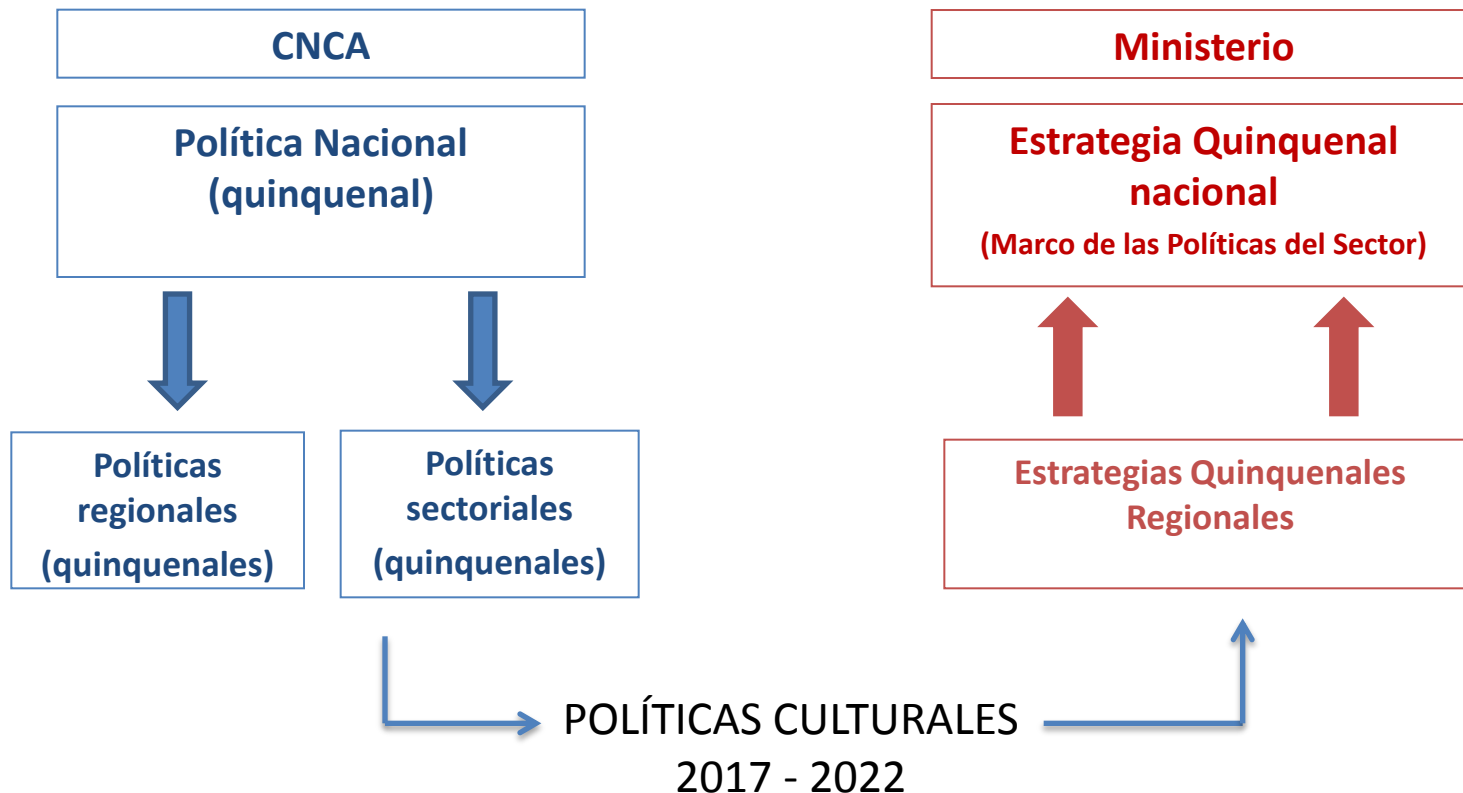 CNCA
Política Nacional
(quinquenal)
Políticas
regionales
(quinquenales)
Políticas
sectoriales
(quinquenales)
Ministerio
Estrategia Quinquenal
nacional
(Marco de las Políticas del Sector)
Estrategias Quinquenales
Regionales
POLÍTICAS CULTURALES
2017 - 2022